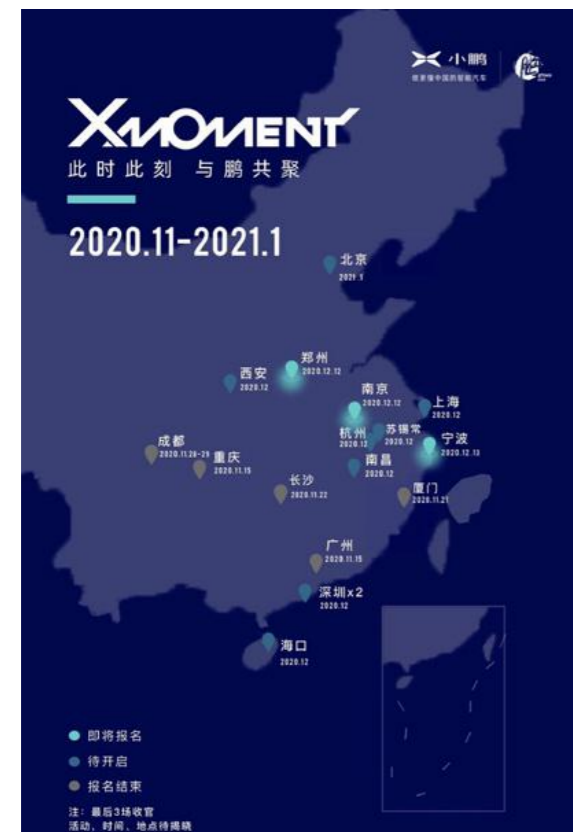 小鹏
做更懂中国的智能汽车
XMOMENT
此时此刻 与鹏共聚
2020.11-2021.1
北京
2021.1
郑州
2020.12.12
西安
2020.12
南京
2020.12.12
上海
2020.12
苏锡常
2020.12
杭州
2020.12
宁波
2020.12.13
成都
2020.11.28-29
重庆
2020.11.15
南昌
2020.12
长沙
2020.11.22
厦门
2020.11.21
广州
2020.11.15
深圳x2
2020.12
海口
2020.12
即将报名
待开启
报名结束
注:最后3场收官
活动、时间、地点待揭晓